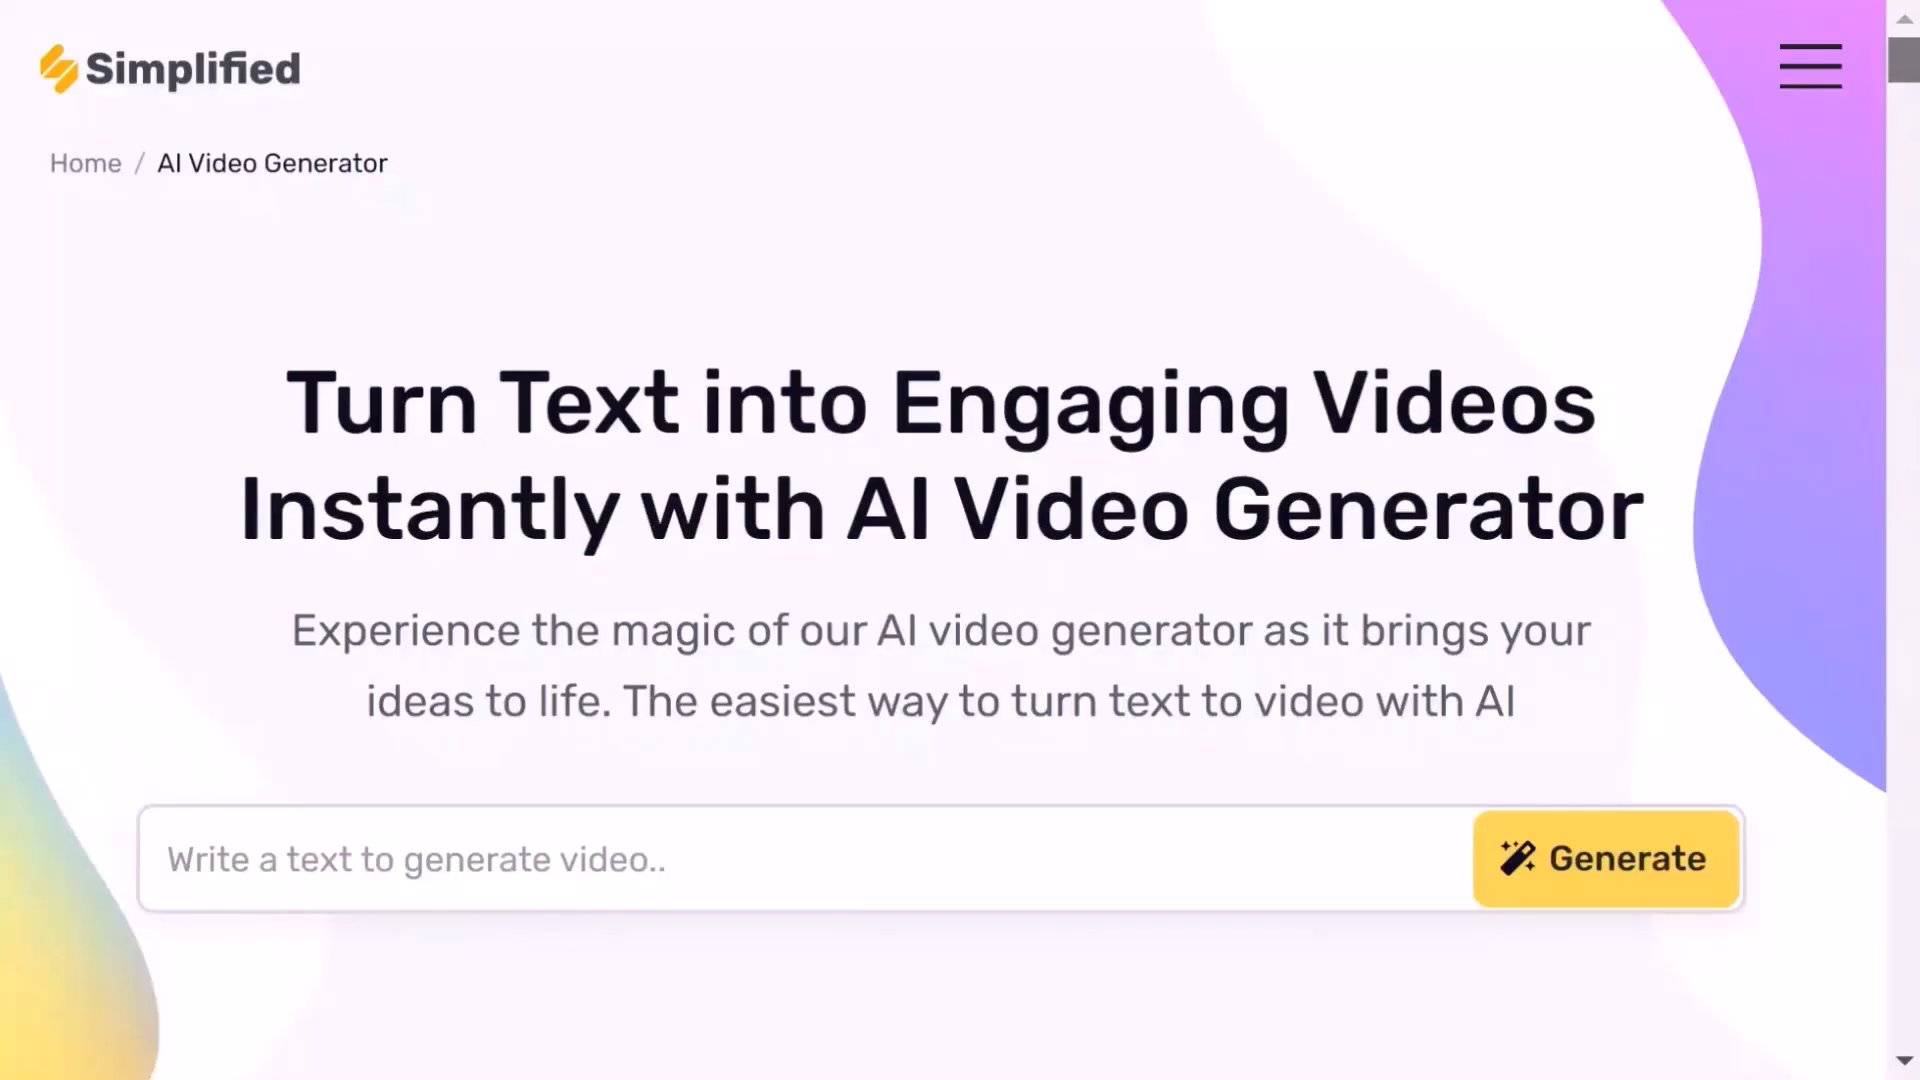 Simplified
Home / AI Video Generator
Turn Text into Engaging Videos
Instantly with AI Video Generator
Experience the magic of our AI video generator as it brings your
ideas to life. The easiest way to turn text to video with AI
Write a text to generate video..
Generate